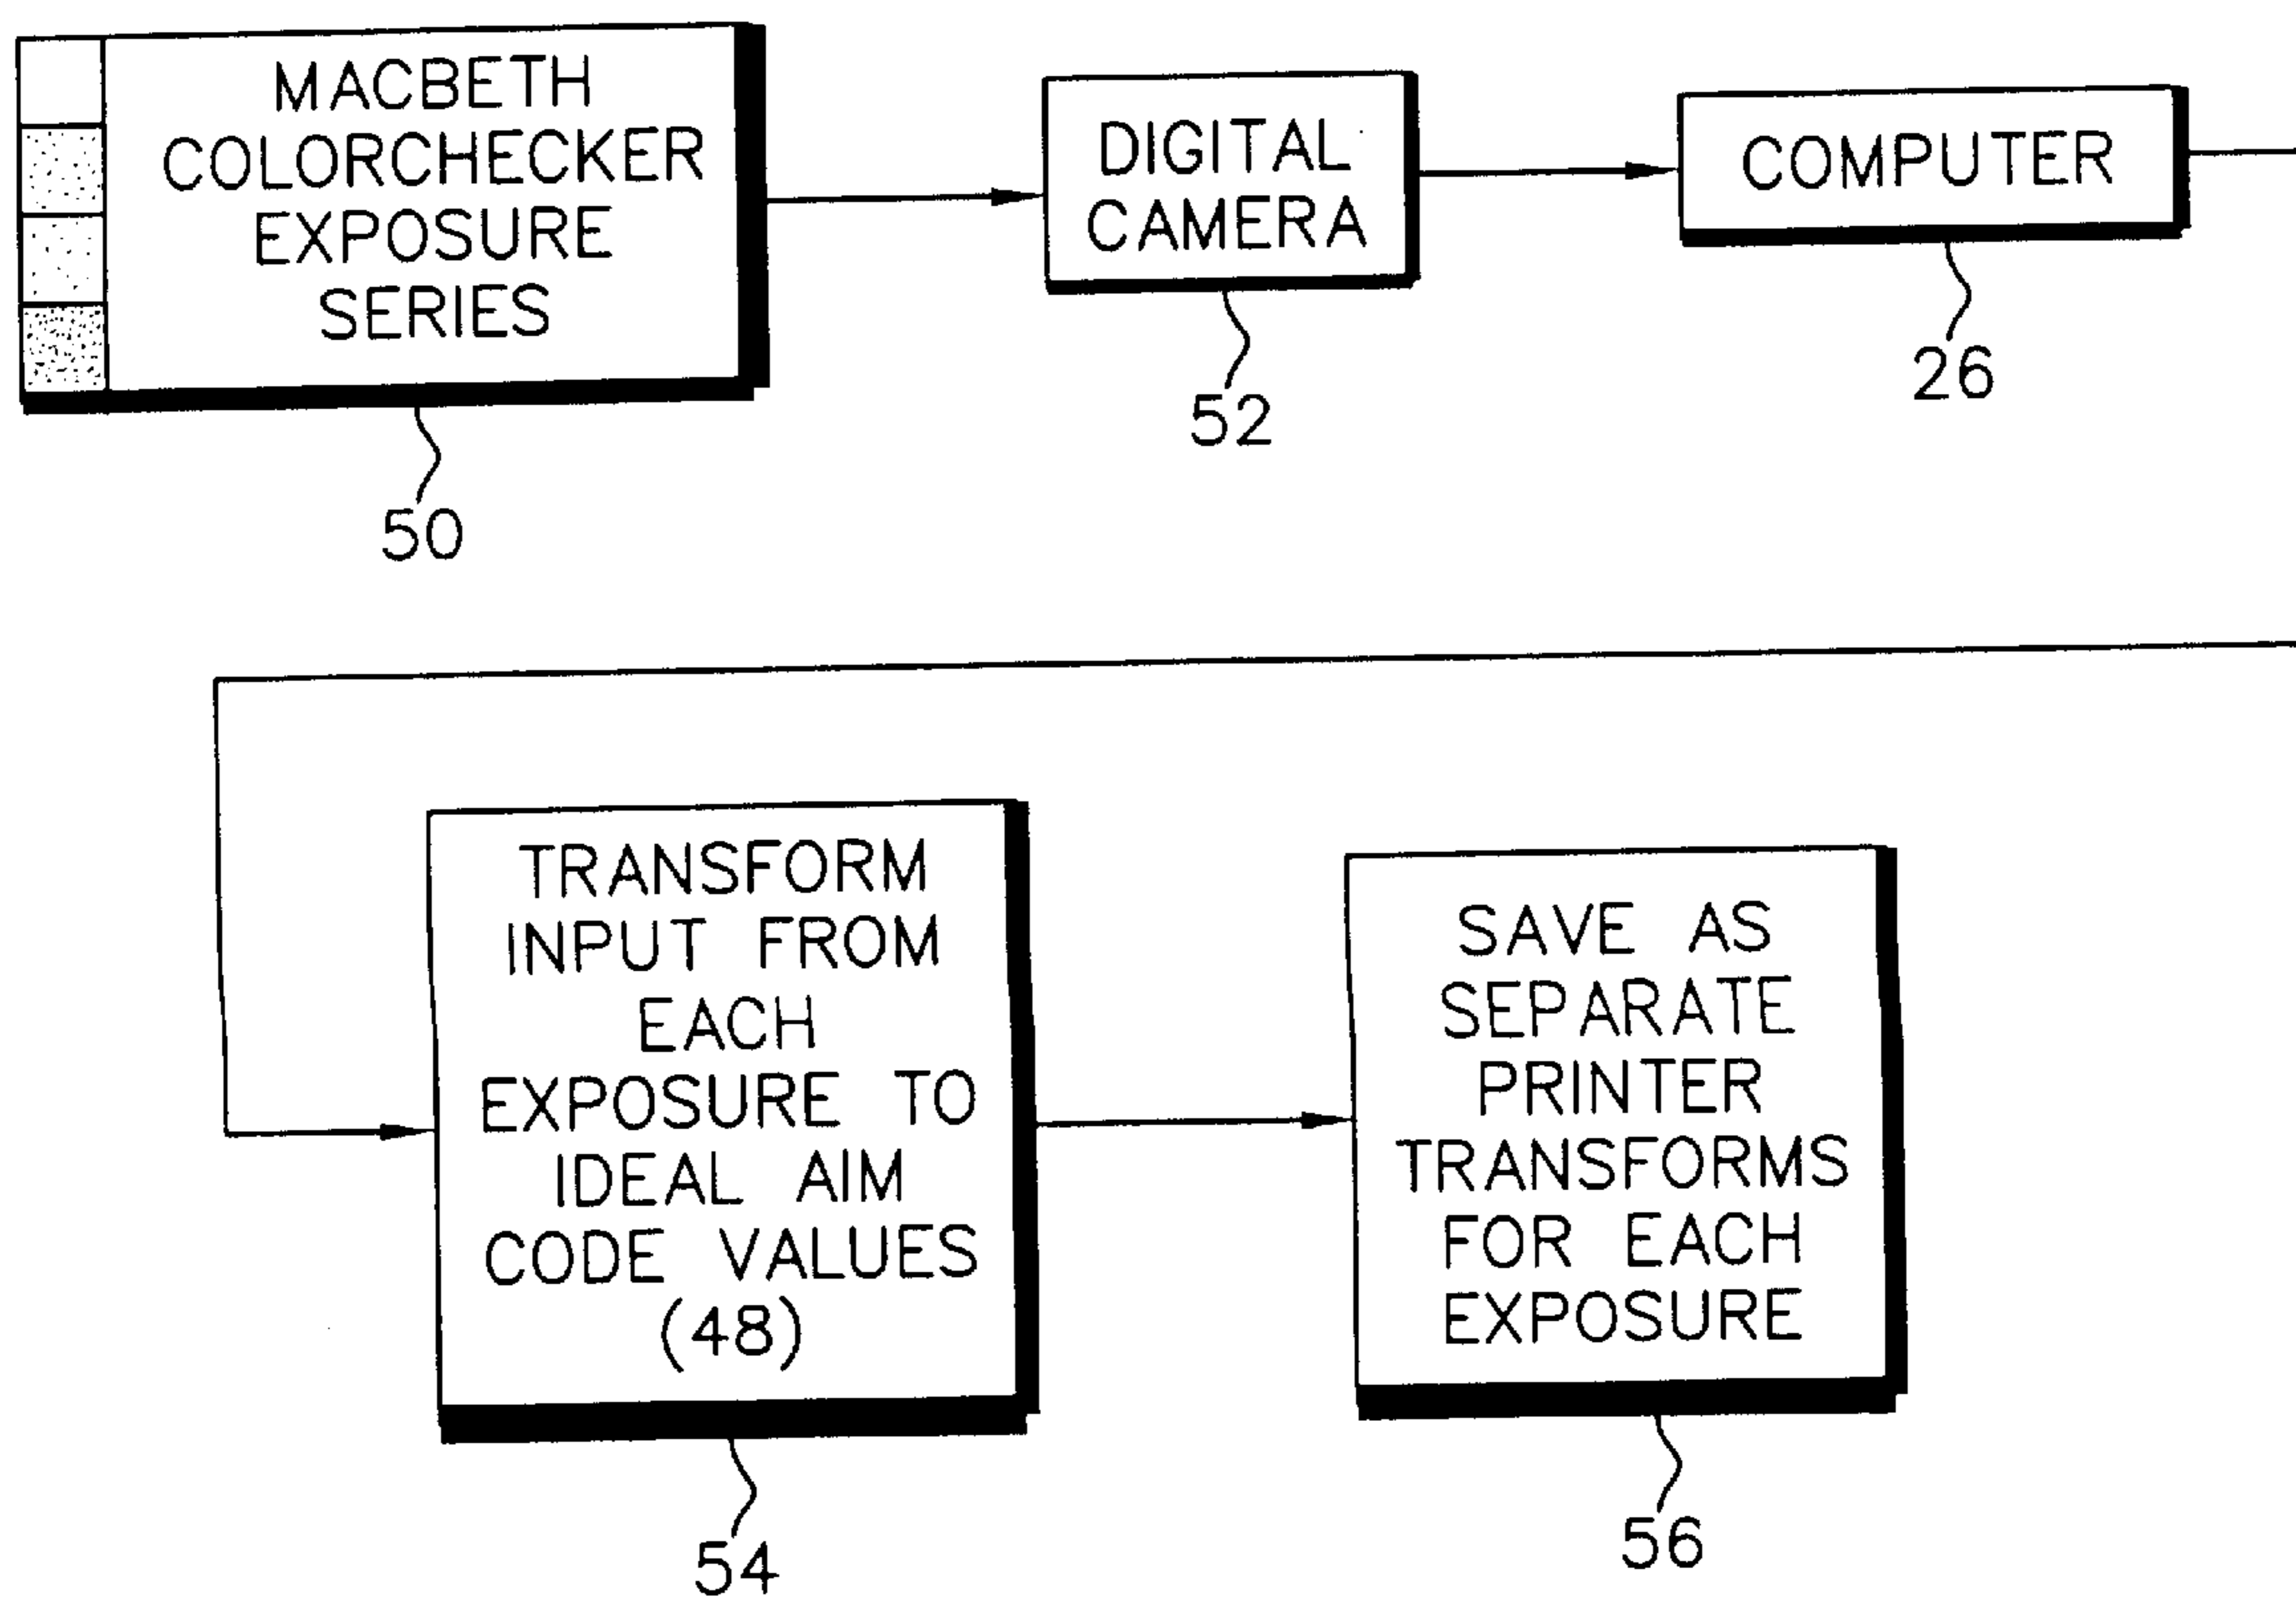 MACBETH
COLORCHECKER
EXPOSURE
SERIES
50
DIGITAL
CAMERA
52
COMPUTER
26
TRANSFORM
INPUT FROM
EACH
EXPOSURE TO
IDEAL AIM
CODE VALUES
(48)
54
SAVE AS
SEPARATE
PRINTER
TRANSFORMS
FOR EACH
EXPOSURE
56